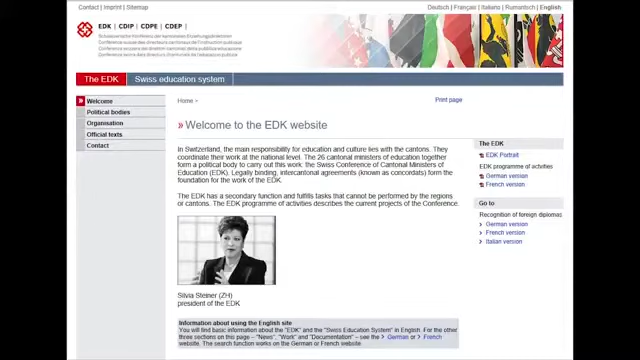 Contact | Imprint | Sitemap
Deutsch | Français | Italiano | Rumantsch | English
EDK | CDIP | CDPE | CDEP |
Schweizerische Konferenz der kantonalen Erziehungsdirektoren
Conférence suisse des directeurs cantonaux de l'instruction publique
Conferenza svizzera dei direttori cantonali della pubblica educazione
Conferenza svizra dals directurs chantunals da l'educaziun publica
The EDK
Swiss education system
» Welcome
Political bodies
Organisation
Official texts
Contact
Home »
Print page
» Welcome to the EDK website
In Switzerland, the main responsibility for education and culture lies with the cantons. They
coordinate their work at the national level. The 26 cantonal ministers of education together
form a political body to carry out this work: the Swiss Conference of Cantonal Ministers of
Education (EDK). Legally binding, intercantonal agreements (known as concordats) form the
foundation for the work of the EDK.
The EDK has a secondary function and fulfills tasks that cannot be performed by the regions
or cantons. The EDK programme of activities describes the current projects of the Conference.
Silvia Steiner (ZH)
president of the EDK
Information about using the English site
You will find basic information about the "EDK" and the "Swiss Education System" in English. For the other
three sections on this page – "News", "Work" and "Documentation" – see the > German or > French
website. The search function works on the German or French website
The EDK
EDK Portrait
EDK programme of activities
German version
French version
Go to
Recognition of foreign diplomas
> German version
> French version
> Italian version